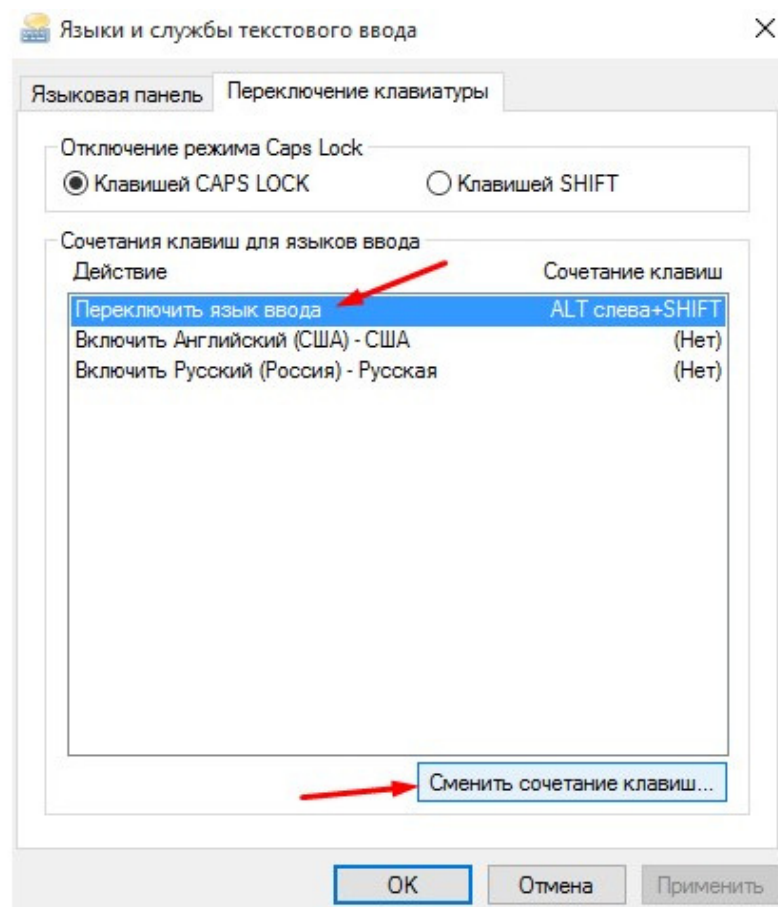 Языки и службы текстового ввода
Языковая панель Переключение клавиатуры
Отключение режима Caps Lock
Клавишей CAPS LOCK Клавишей SHIFT
Сочетания клавиш для языков ввода
Действие Сочетание клавиш
Переключить язык ввода ALT слева+SHIFT
Включить Английский (США) - США (Нет)
Включить Русский (Россия) - Русская (Нет)
Сменить сочетание клавиш...
OK Отмена Применить